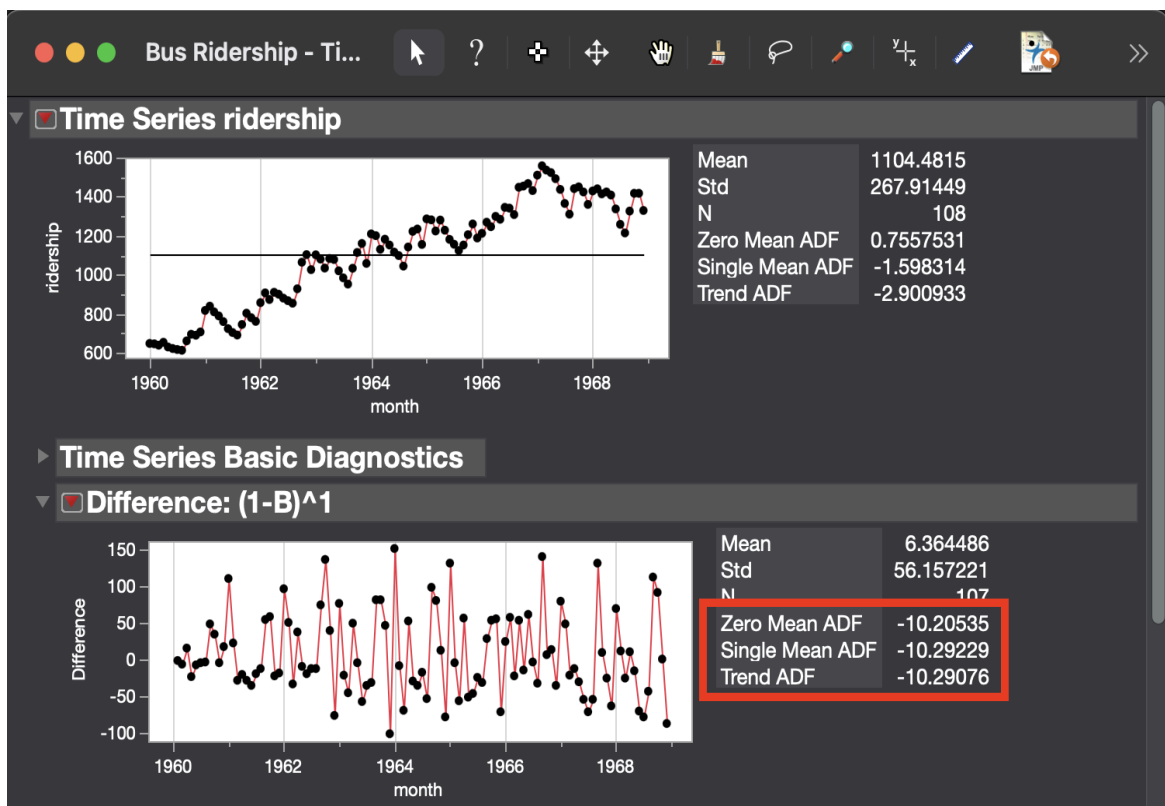 Bus Ridership - Ti...
?
y
x
JMP
Time Series ridership
1600
1400
1200
1000
800
600
ridership
1960 1962 1964 1966 1968
month
Mean 1104.4815
Std 267.91449
N 108
Zero Mean ADF 0.7557531
Single Mean ADF -1.598314
Trend ADF -2.900933
Time Series Basic Diagnostics
Difference: (1-B)^1
150
100
50
0
-50
-100
Difference
1960 1962 1964 1966 1968
month
Mean 6.364486
Std 56.157221
N 107
Zero Mean ADF -10.20535
Single Mean ADF -10.29229
Trend ADF -10.29076